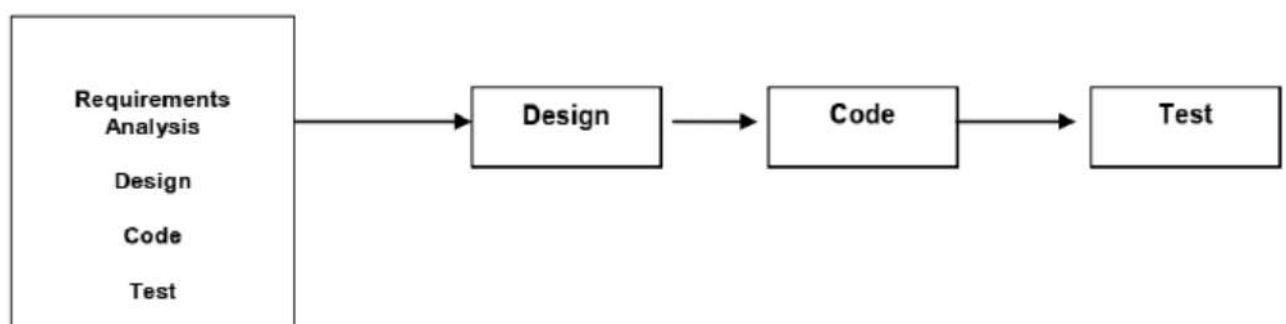 Requirements
Analysis
Design
Code
Test
Design
Code
Test